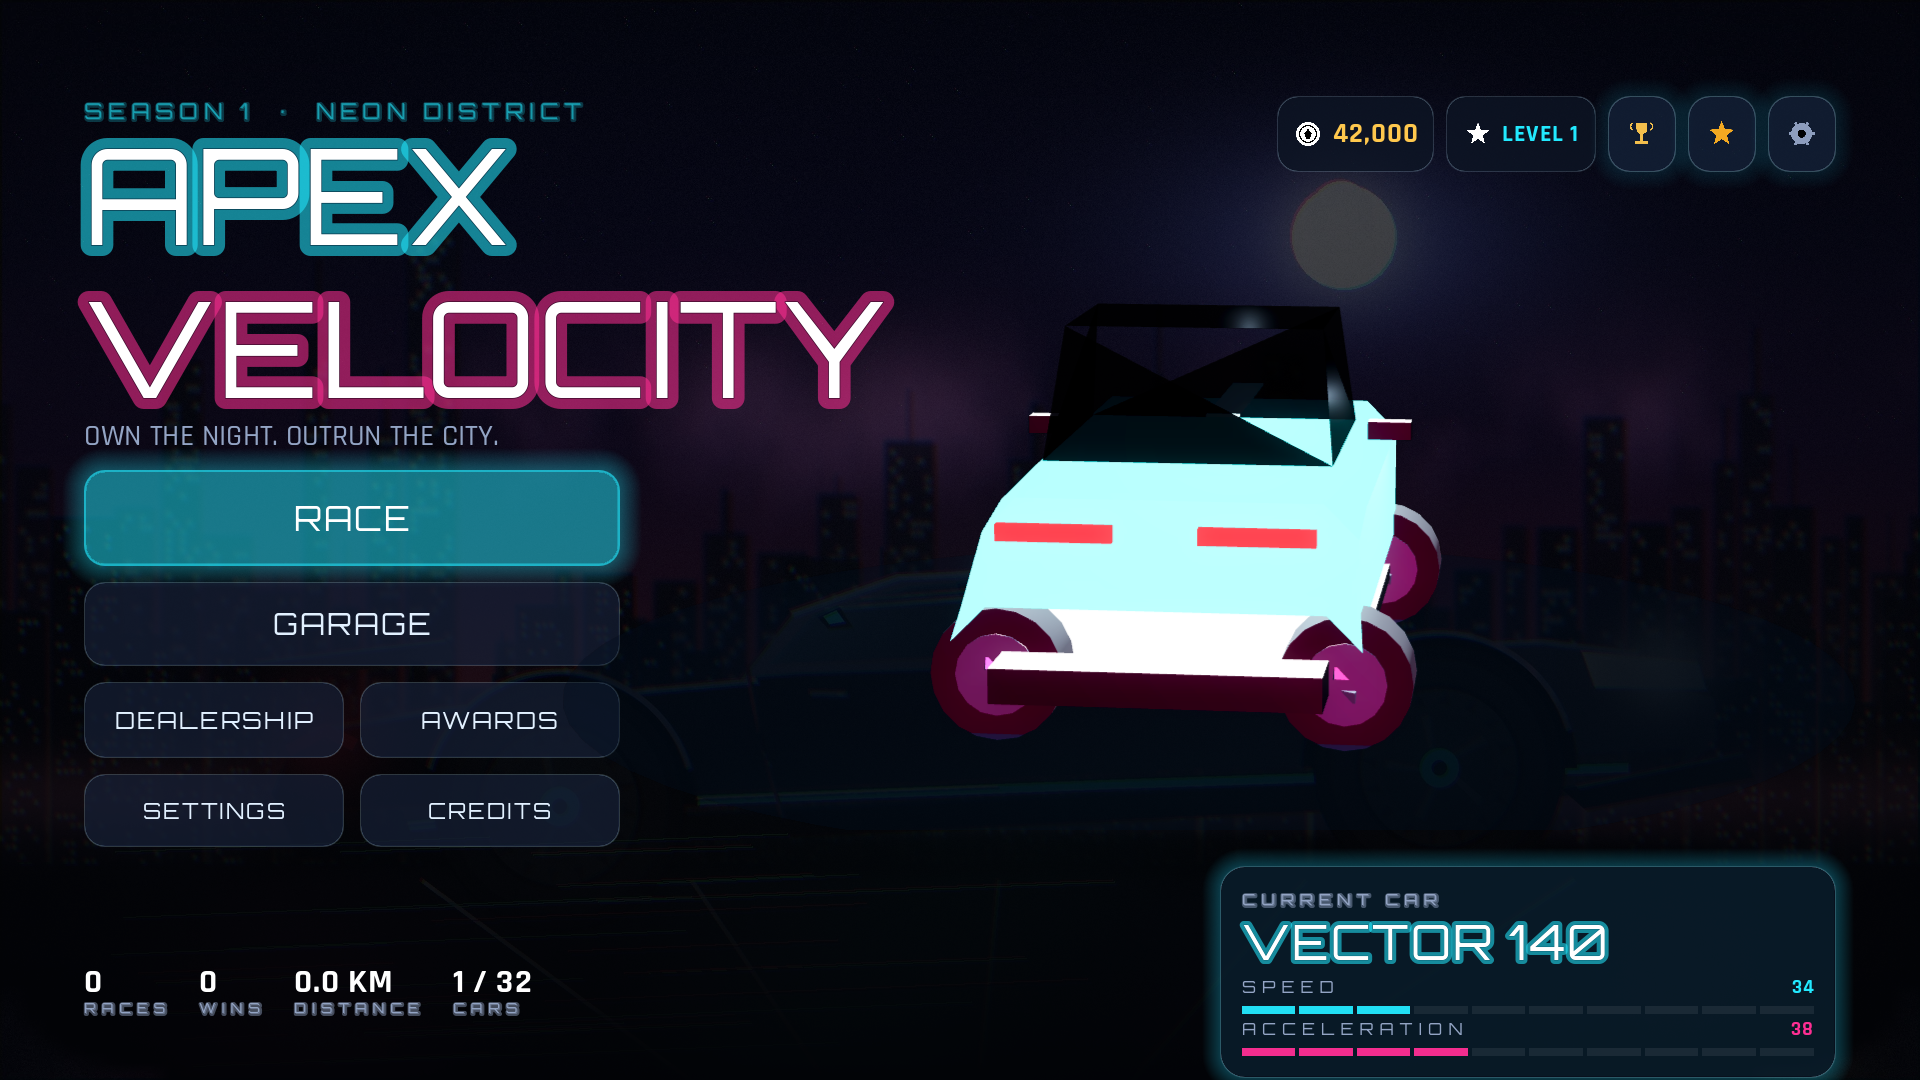 SEASON 1 · NEON DISTRICT
APEX
VELOCITY
OWN THE NIGHT. OUTRUN THE CITY.
42,000
LEVEL 1
RACE
GARAGE
DEALERSHIP
AWARDS
SETTINGS
CREDITS
0 0 0.0 KM 1 / 32
RACES WINS DISTANCE CARS
CURRENT CAR
VECTOR 140
SPEED 34
ACCELERATION 38